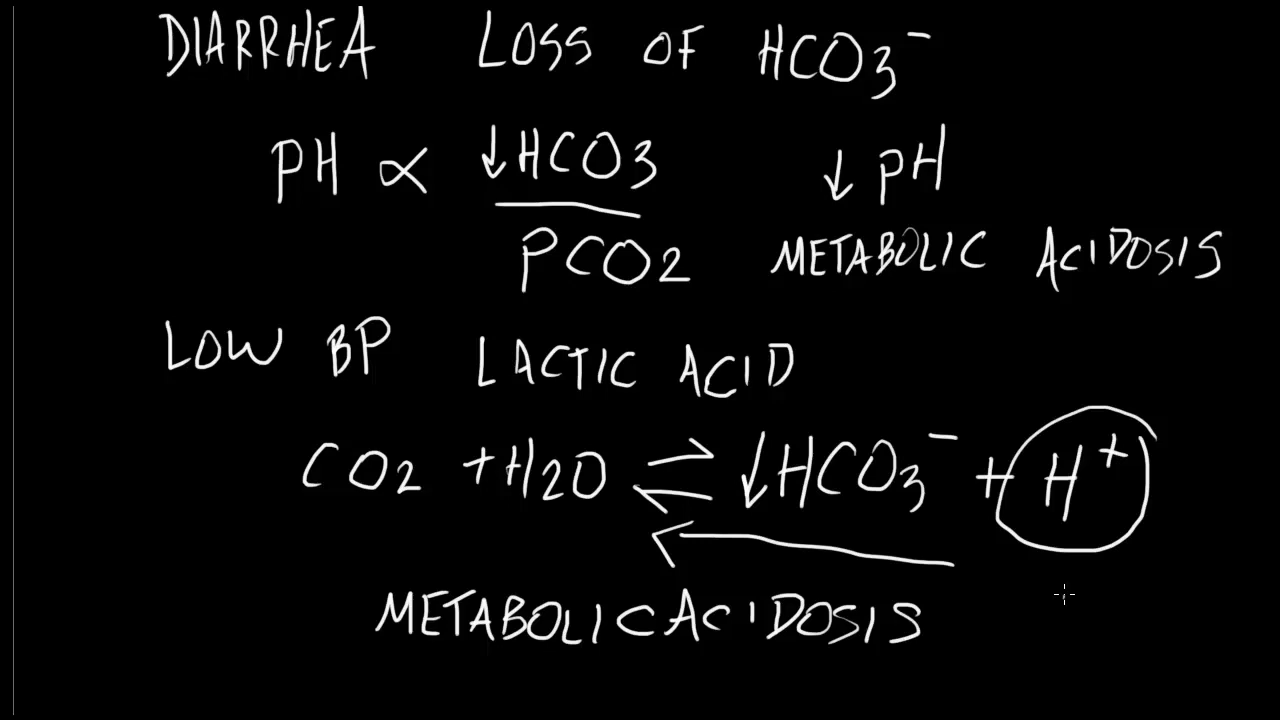 DIARRHEA LOSS OF HCO3⁻
PH ∝ ↓HCO3 / PCO2 ↓ PH
METABOLIC ACIDOSIS
LOW BP LACTIC ACID
CO2 + H2O ⇌ ↓HCO3⁻ + H⁺
METABOLIC ACIDOSIS